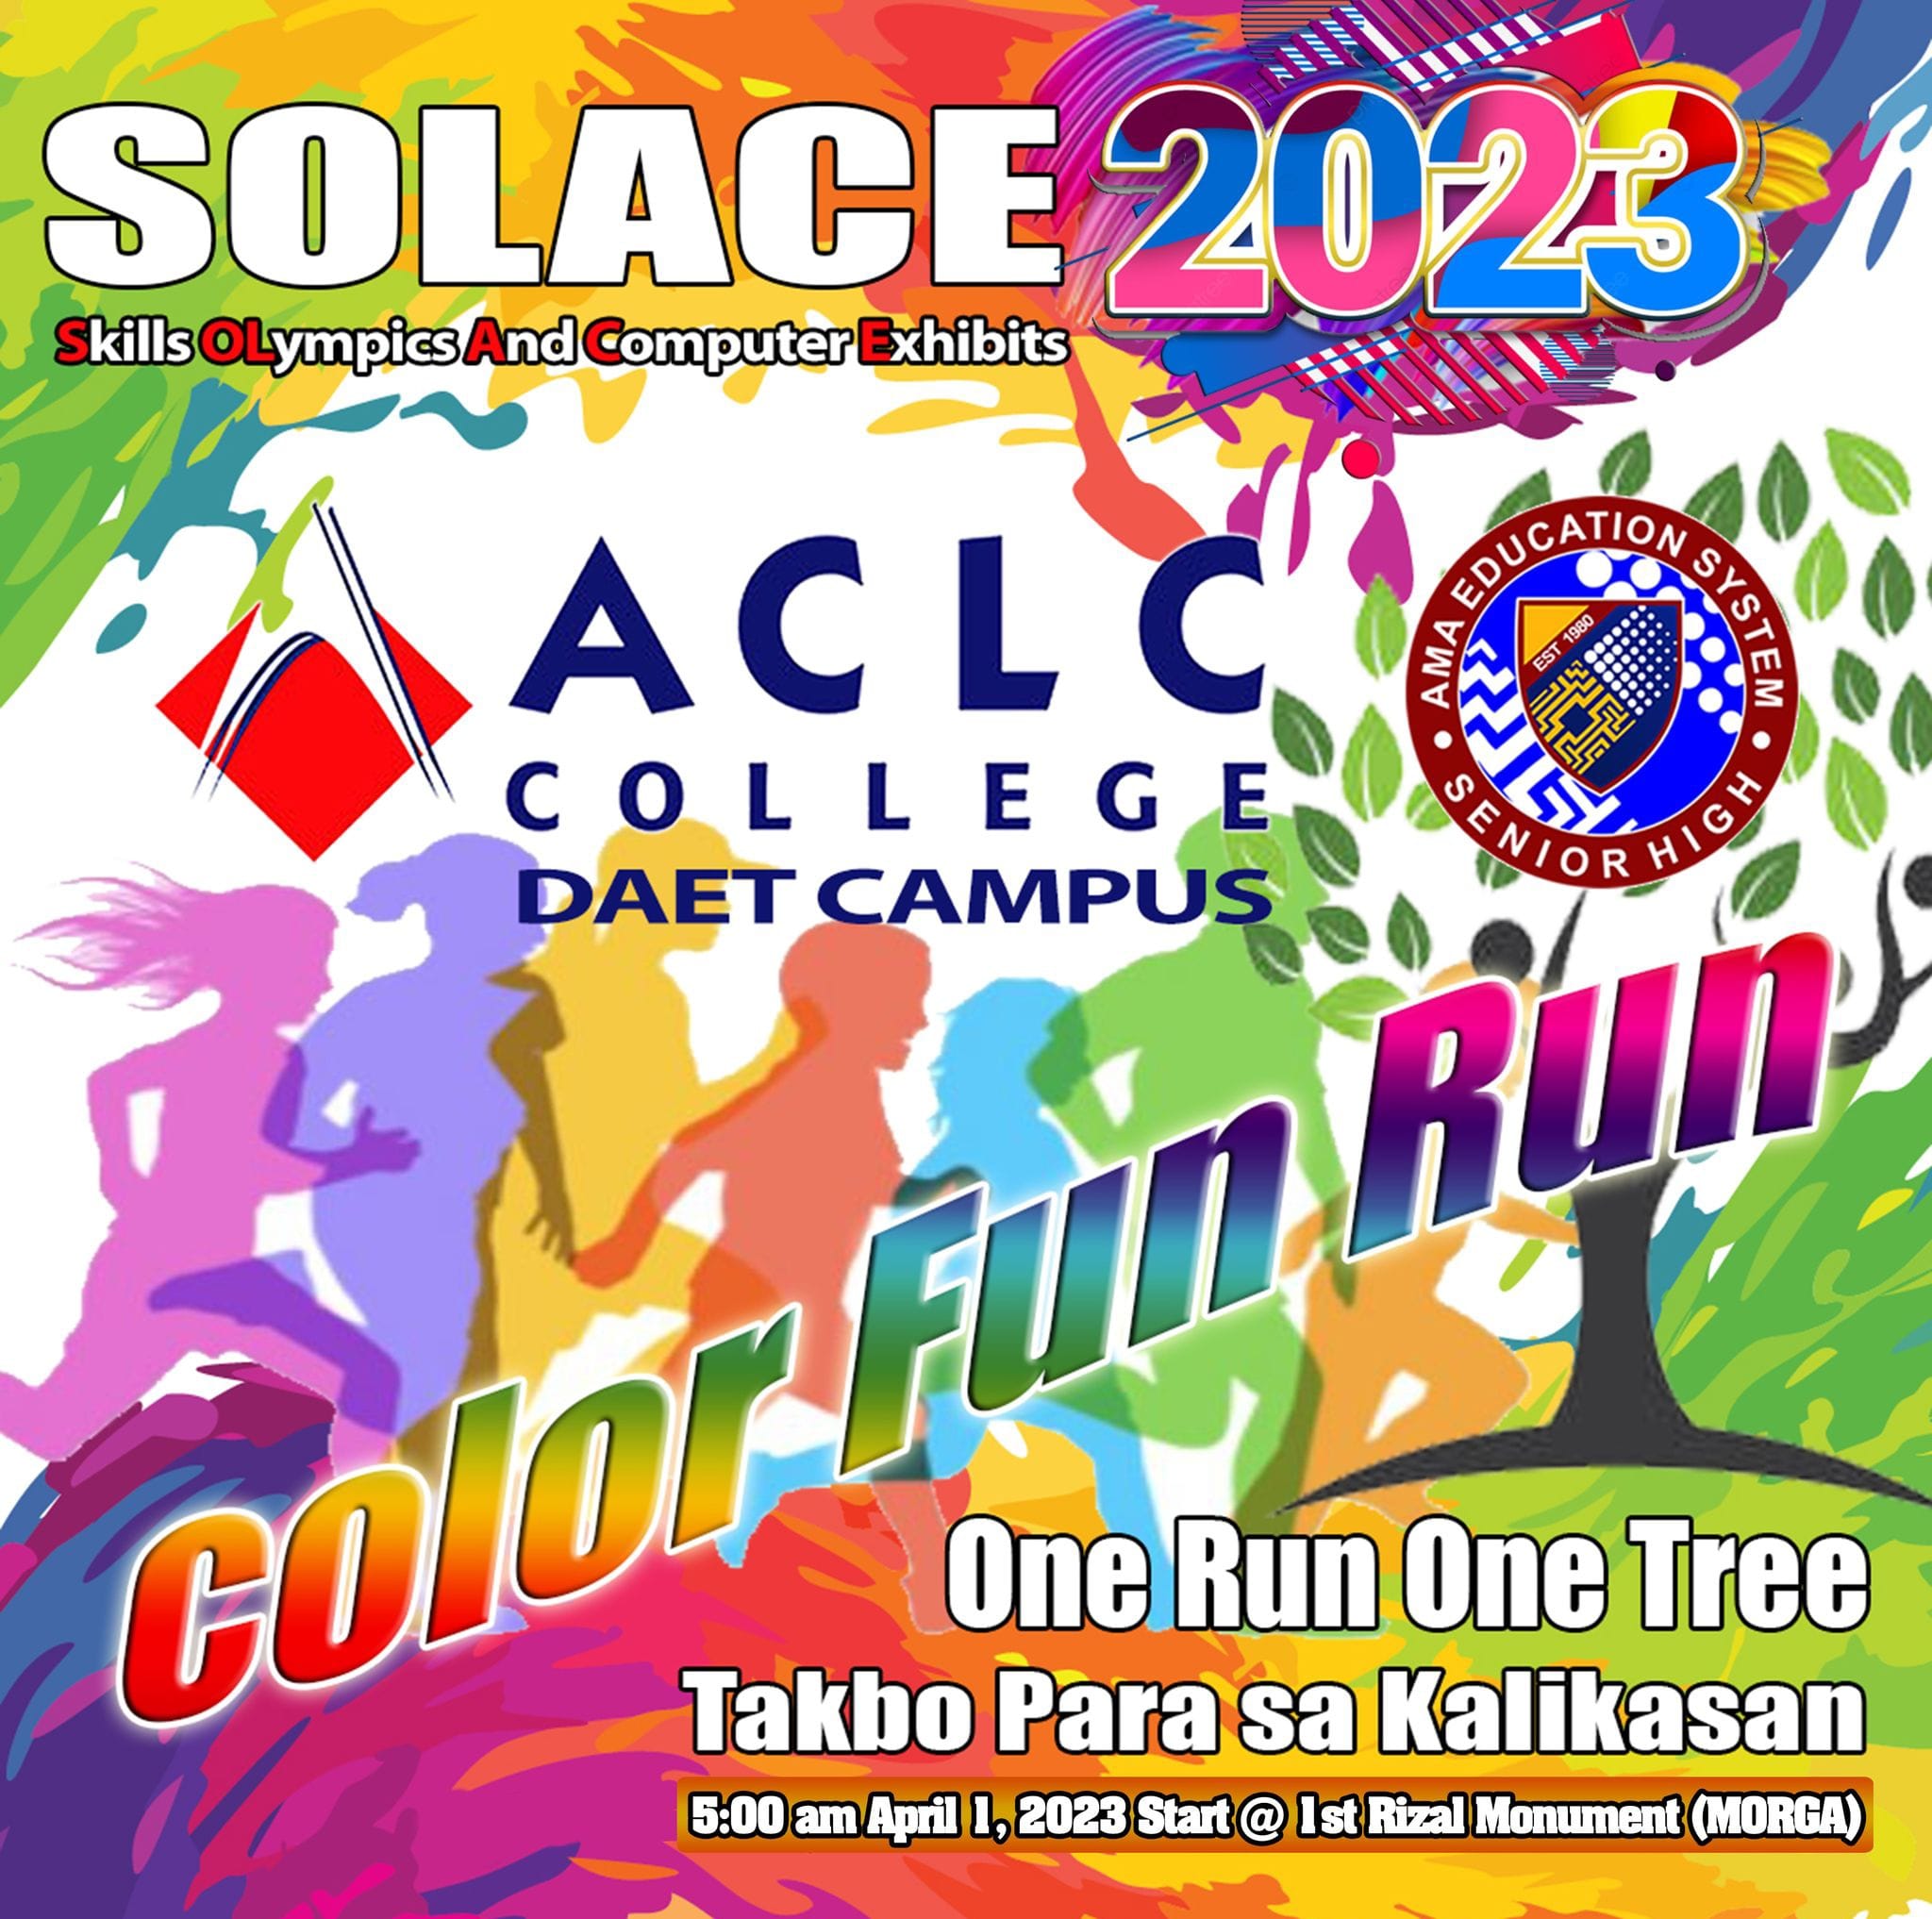 SOLACE 2023
Skills OLympics And Computer Exhibits
ACLC
COLLEGE
DAET CAMPUS
AMA EDUCATION SYSTEM
EST 1980
SENIOR HIGH
Color Fun Run
One Run One Tree
Takbo Para sa Kalikasan
5:00 am April 1, 2023 Start @ 1st Rizal Monument (MORGA)